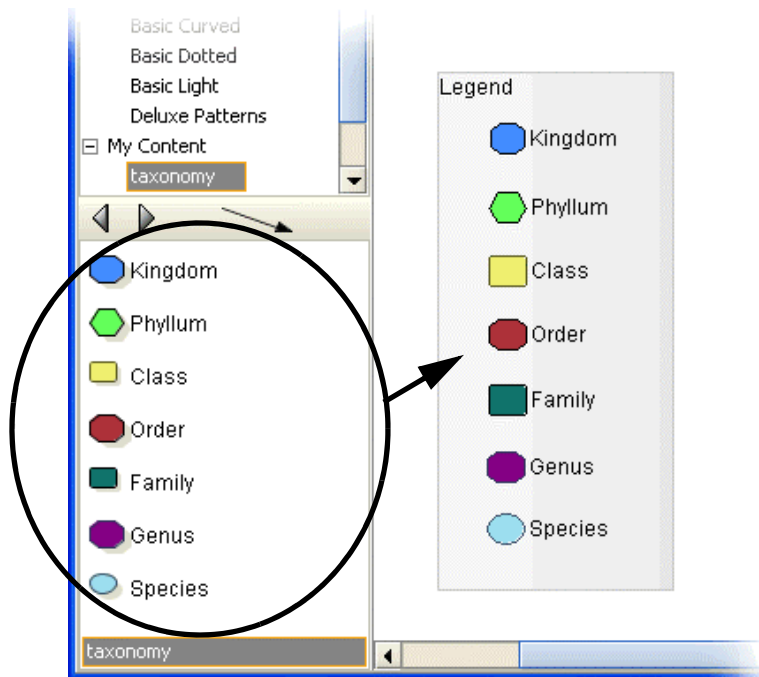 Basic Curved
Basic Dotted
Basic Light
Deluxe Patterns
My Content
taxonomy
Kingdom
Phyllum
Class
Order
Family
Genus
Species
taxonomy
Legend
Kingdom
Phyllum
Class
Order
Family
Genus
Species